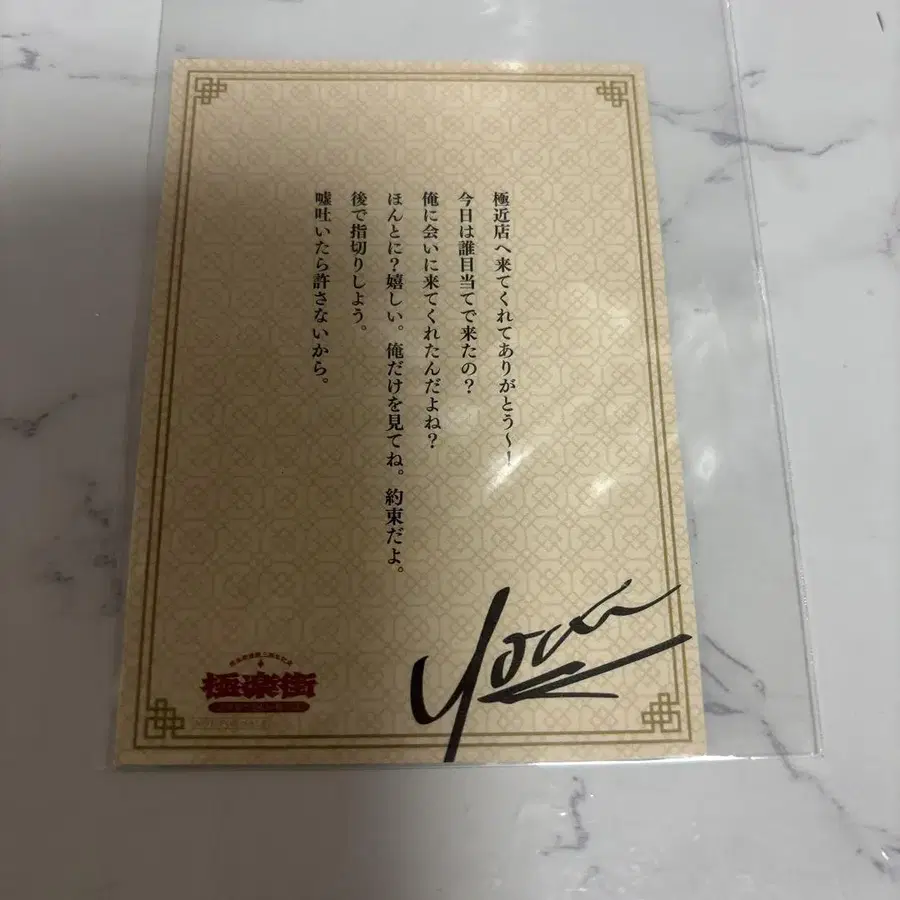 極近店へ来てくれてありがとう〜!
今日は誰目当てで来たの?
俺に会いに来てくれたんだよね?
ほんとに?嬉しい。俺だけを見てね。約束だよ。
後で指切りしよう。
嘘吐いたら許さないから。
極楽街